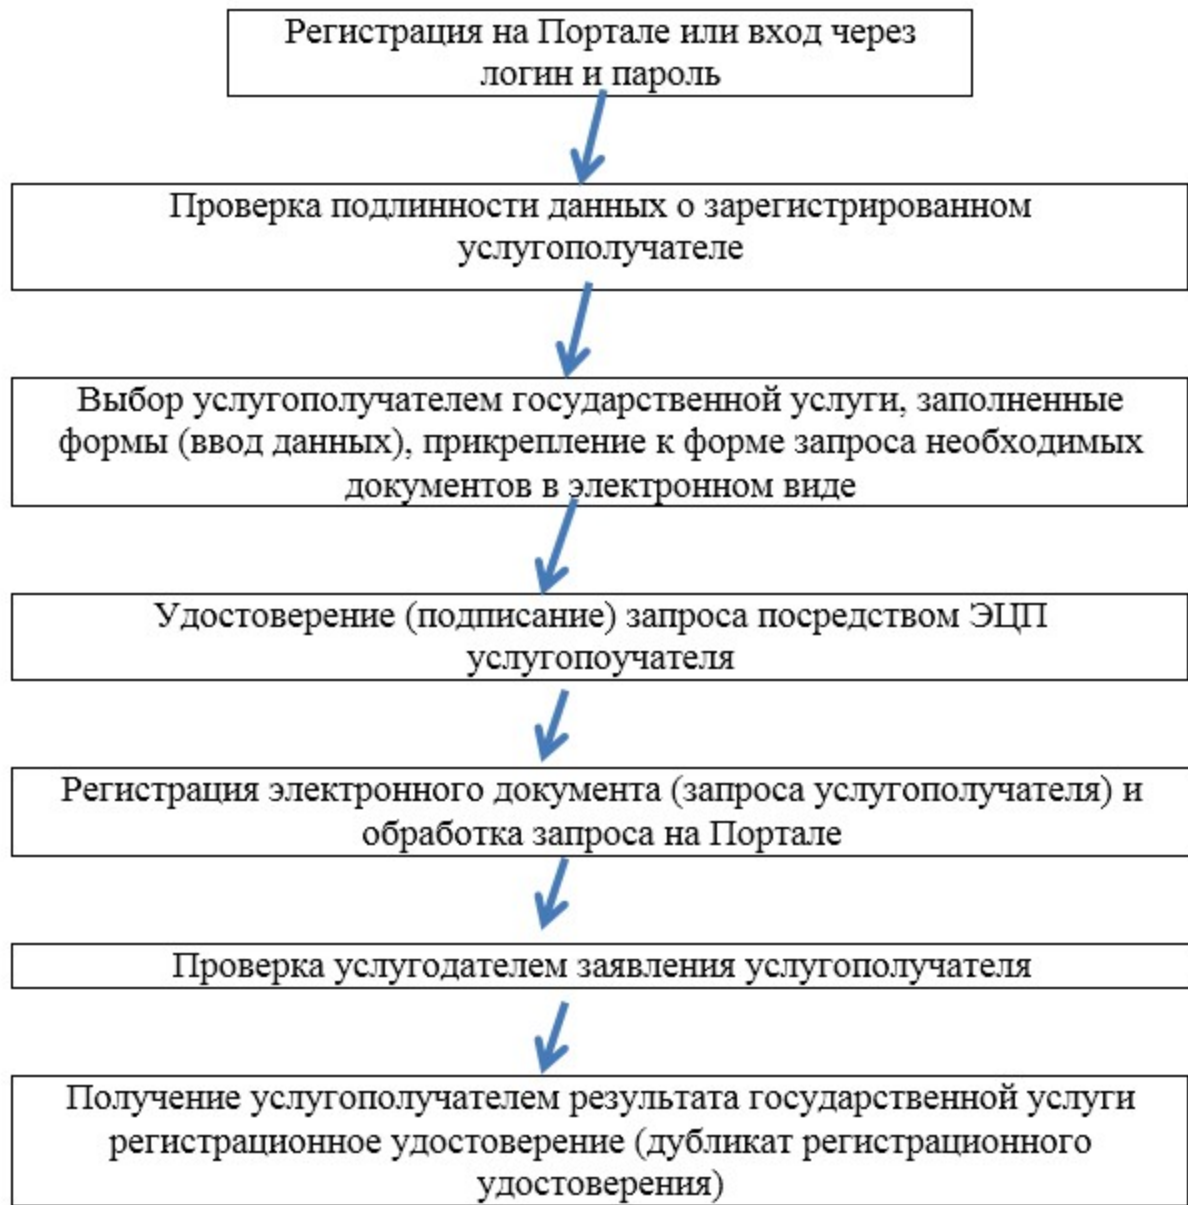 Регистрация на Портале или вход через
логин и пароль
Проверка подлинности данных о зарегистрированном
услугополучателе
Выбор услугополучателем государственной услуги, заполненные
формы (ввод данных), прикрепление к форме запроса необходимых
документов в электронном виде
Удостоверение (подписание) запроса посредством ЭЦП
услугопоучателя
Регистрация электронного документа (запроса услугополучателя) и
обработка запроса на Портале
Проверка услугодателем заявления услугополучателя
Получение услугополучателем результата государственной услуги
регистрационное удостоверение (дубликат регистрационного
удостоверения)